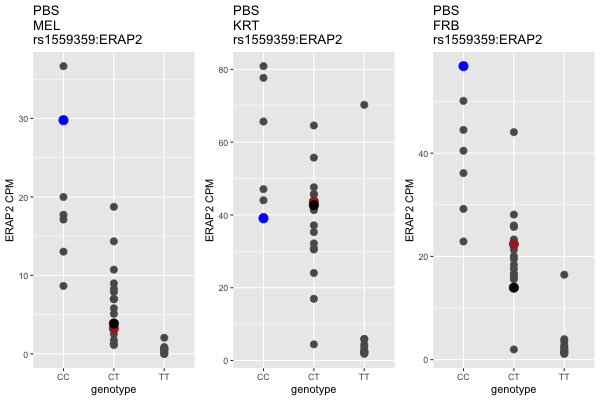 PBS
MEL
rs1559359:ERAP2
ERAP2 CPM
30
20
10
0
CC CT TT
genotype
PBS
KRT
rs1559359:ERAP2
ERAP2 CPM
80
60
40
20
0
CC CT TT
genotype
PBS
FRB
rs1559359:ERAP2
ERAP2 CPM
40
20
0
CC CT TT
genotype